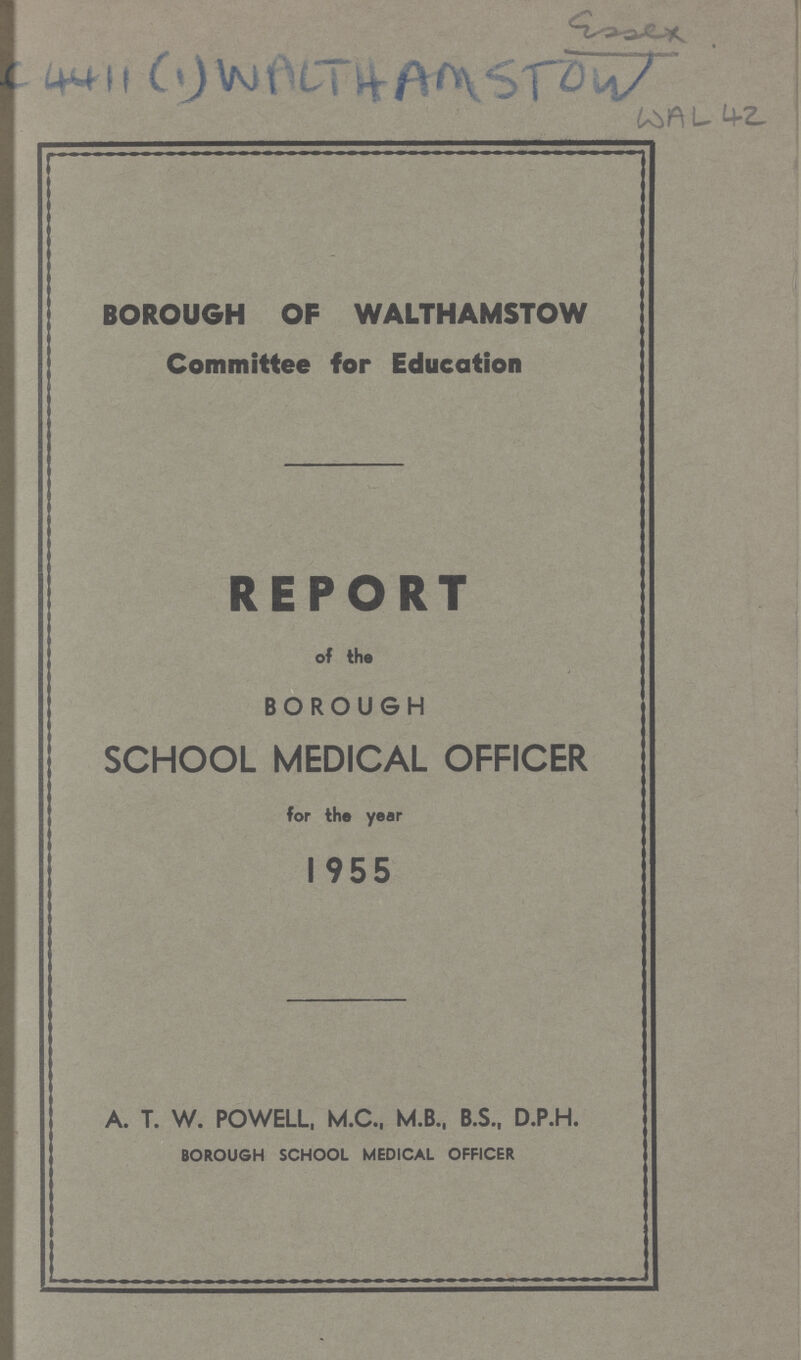 Essex
C 4411 (1) WALTHAMSTOW
WAL 42
BOROUGH OF WALTHAMSTOW
Committee for Education
REPORT
of the
BOROUGH
SCHOOL MEDICAL OFFICER
for the year
1955
A. T. W. POWELL, M.C., M.B., B.S., D.P.H.
BOROUGH SCHOOL MEDICAL OFFICER